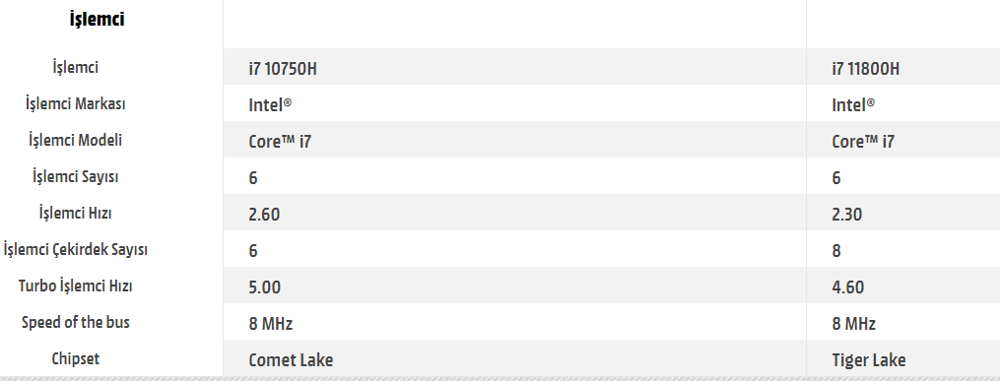 İşlemci
İşlemci i7 10750H i7 11800H
İşlemci Markası Intel® Intel®
İşlemci Modeli Core™ i7 Core™ i7
İşlemci Sayısı 6 6
İşlemci Hızı 2.60 2.30
İşlemci Çekirdek Sayısı 6 8
Turbo İşlemci Hızı 5.00 4.60
Speed of the bus 8 MHz 8 MHz
Chipset Comet Lake Tiger Lake